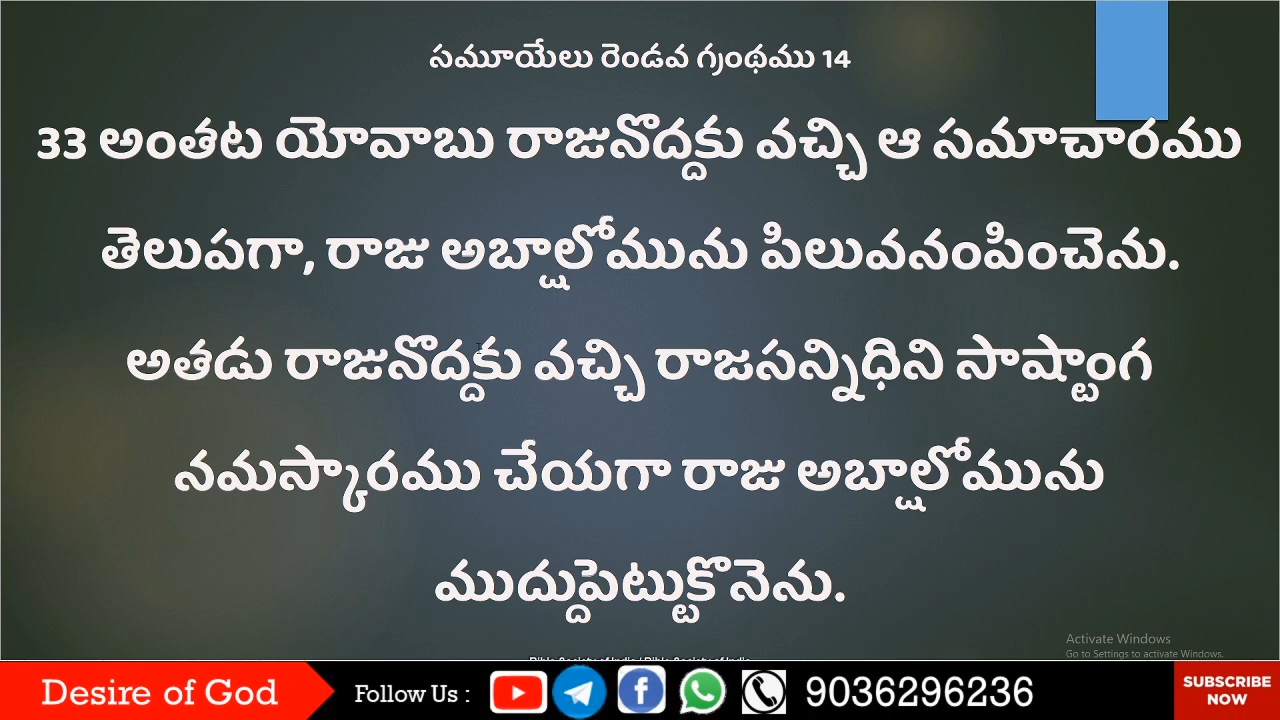 సమూయేలు రెండవ గ్రంథము 14
33 అంతట యోవాబు రాజునొద్దకు వచ్చి ఆ సమాచారము
తెలుపగా, రాజు అబ్షాలోమును పిలువనంపించెను.
అతడు రాజునొద్దకు వచ్చి రాజసన్నిధిని సాష్టాంగ
నమస్కారము చేయగా రాజు అబ్షాలోమును
ముద్దుపెట్టుకొనెను.
Activate Windows
Go to Settings to activate Windows.
Desire of God
Follow Us :
9036296236
SUBSCRIBE
NOW